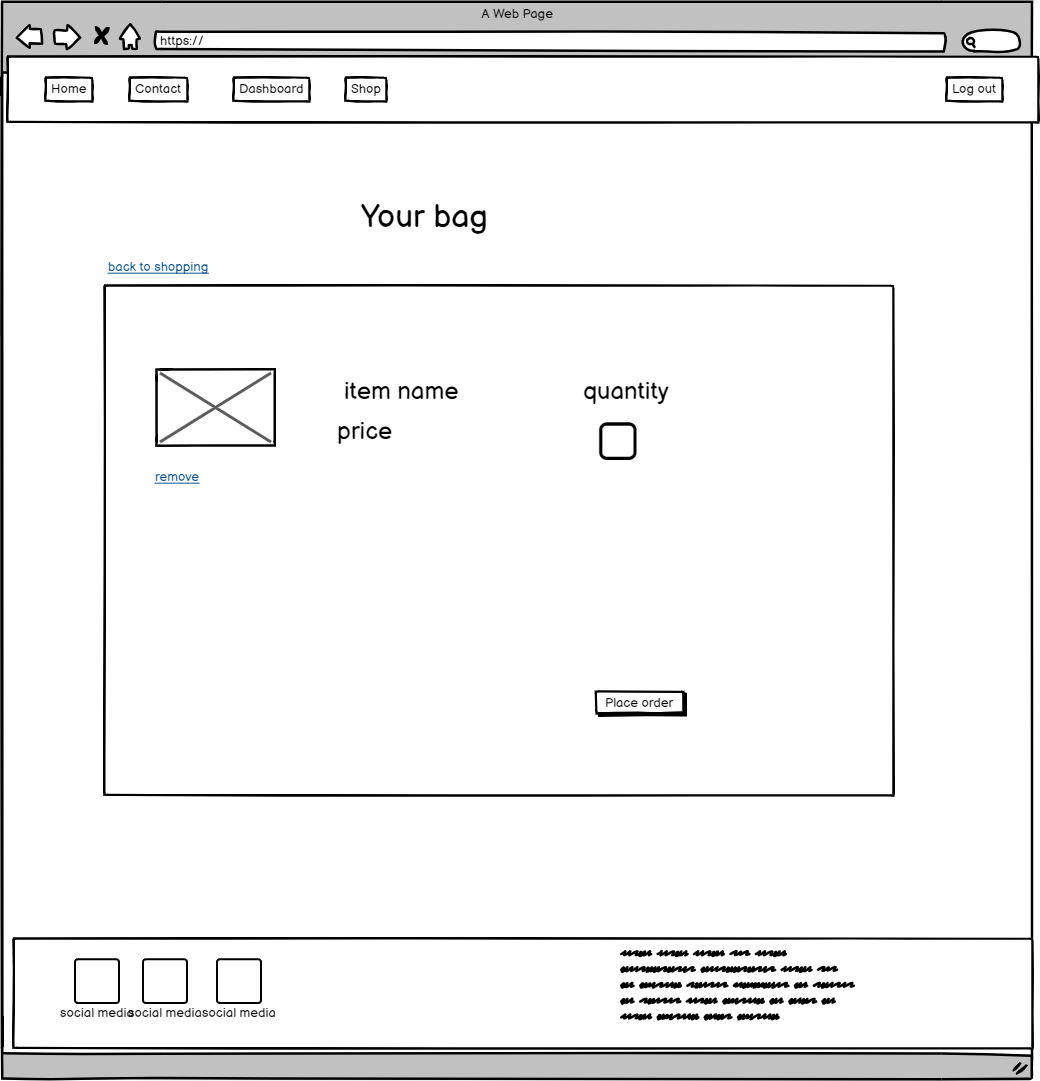 A Web Page
https://
Home Contact Dashboard Shop Log out
Your bag
back to shopping
item name quantity
price
remove
Place order
social media social media social media